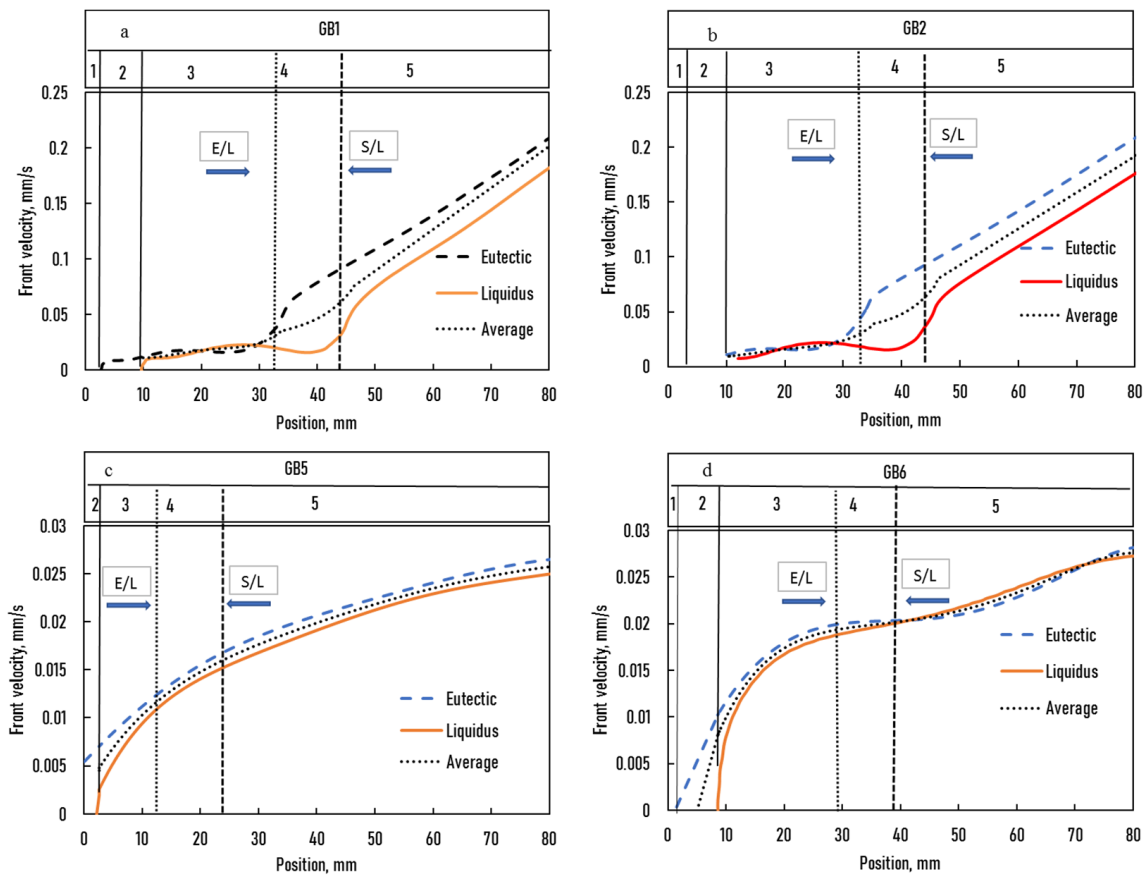 a GB1
1 2 3 4 5
0.25
0.2
0.15
0.1
0.05
0
Front velocity, mm/s
E/L
S/L
Eutectic
Liquidus
Average
0 10 20 30 40 50 60 70 80
Position, mm
b GB2
1 2 3 4 5
0.25
0.2
0.15
0.1
0.05
0
Front velocity, mm/s
E/L
S/L
Eutectic
Liquidus
Average
0 10 20 30 40 50 60 70 80
Position, mm
c GB5
2 3 4 5
0.03
0.025
0.02
0.015
0.01
0.005
0
Front velocity, mm/s
E/L
S/L
Eutectic
Liquidus
Average
0 10 20 30 40 50 60 70 80
Position, mm
d GB6
1 2 3 4 5
0.03
0.025
0.02
0.015
0.01
0.005
0
Front velocity, mm/s
E/L
S/L
Eutectic
Liquidus
Average
0 10 20 30 40 50 60 70 80
Position, mm